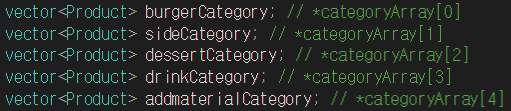 vector<Product> burgerCategory; // *categoryArray[0]
vector<Product> sideCategory; // *categoryArray[1]
vector<Product> dessertCategory; // *categoryArray[2]
vector<Product> drinkCategory; // *categoryArray[3]
vector<Product> addmaterialCategory; // *categoryArray[4]